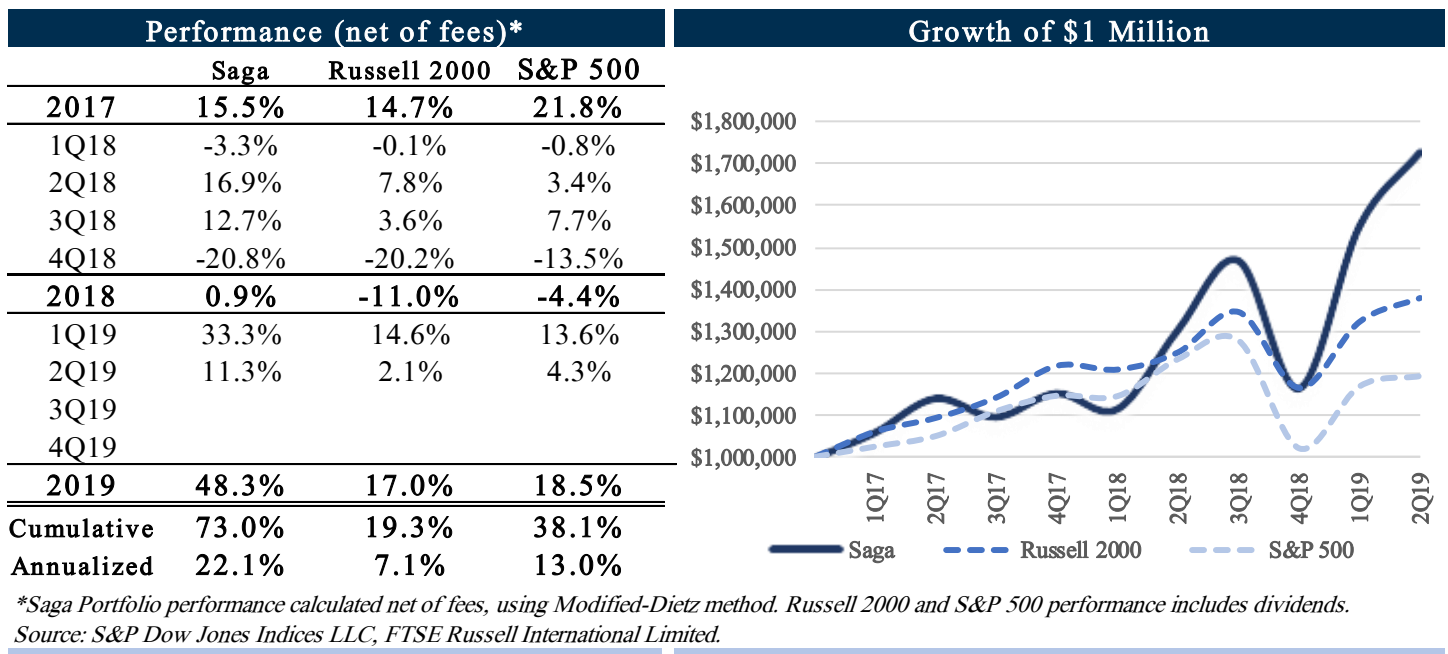 Performance (net of fees)*
Saga Russell 2000 S&P 500
2017 15.5% 14.7% 21.8%
1Q18 -3.3% -0.1% -0.8%
2Q18 16.9% 7.8% 3.4%
3Q18 12.7% 3.6% 7.7%
4Q18 -20.8% -20.2% -13.5%
2018 0.9% -11.0% -4.4%
1Q19 33.3% 14.6% 13.6%
2Q19 11.3% 2.1% 4.3%
3Q19
4Q19
2019 48.3% 17.0% 18.5%
Cumulative 73.0% 19.3% 38.1%
Annualized 22.1% 7.1% 13.0%
Growth of $1 Million
$1,800,000
$1,700,000
$1,600,000
$1,500,000
$1,400,000
$1,300,000
$1,200,000
$1,100,000
$1,000,000
1Q17 2Q17 3Q17 4Q17 1Q18 2Q18 3Q18 4Q18 1Q19 2Q19
Saga Russell 2000 S&P 500
*Saga Portfolio performance calculated net of fees, using Modified-Dietz method. Russell 2000 and S&P 500 performance includes dividends.
Source: S&P Dow Jones Indices LLC, FTSE Russell International Limited.